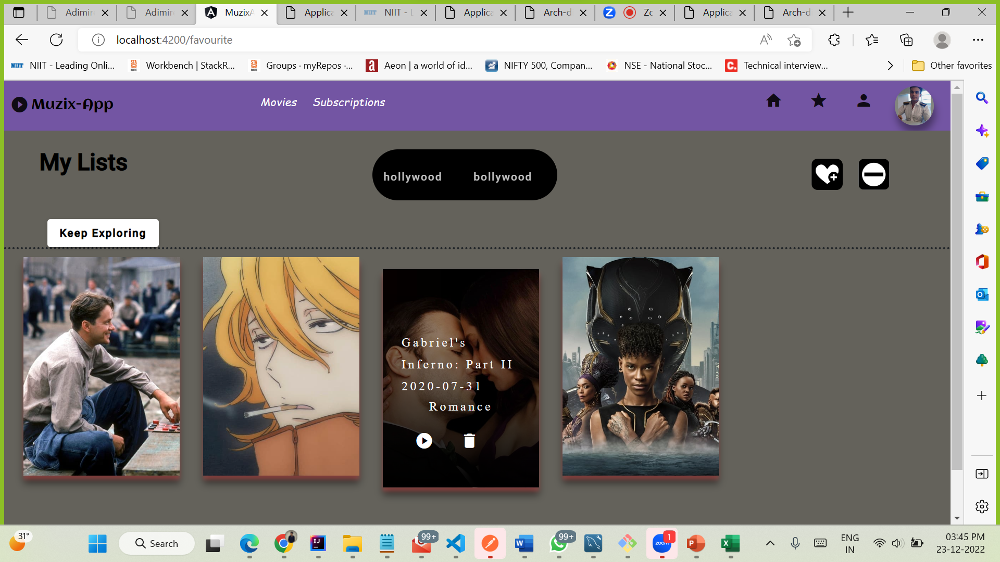 Adimir
Adimir
MuzixA
Applica
NIIT - L
Applica
Arch-d
Zc
Applica
Arch-d
localhost:4200/favourite
NIIT - Leading Onli...
Workbench | StackR...
Groups · myRepos ·...
Aeon | a world of id...
NIFTY 500, Compan...
NSE - National Stoc...
Technical interview...
Other favorites
Muzix-App
Movies
Subscriptions
My Lists
hollywood
bollywood
Keep Exploring
Gabriel's
Inferno: Part II
2020-07-31
Romance
31°
Search
99+
99+
zoom
1
ENG
IN
03:45 PM
23-12-2022